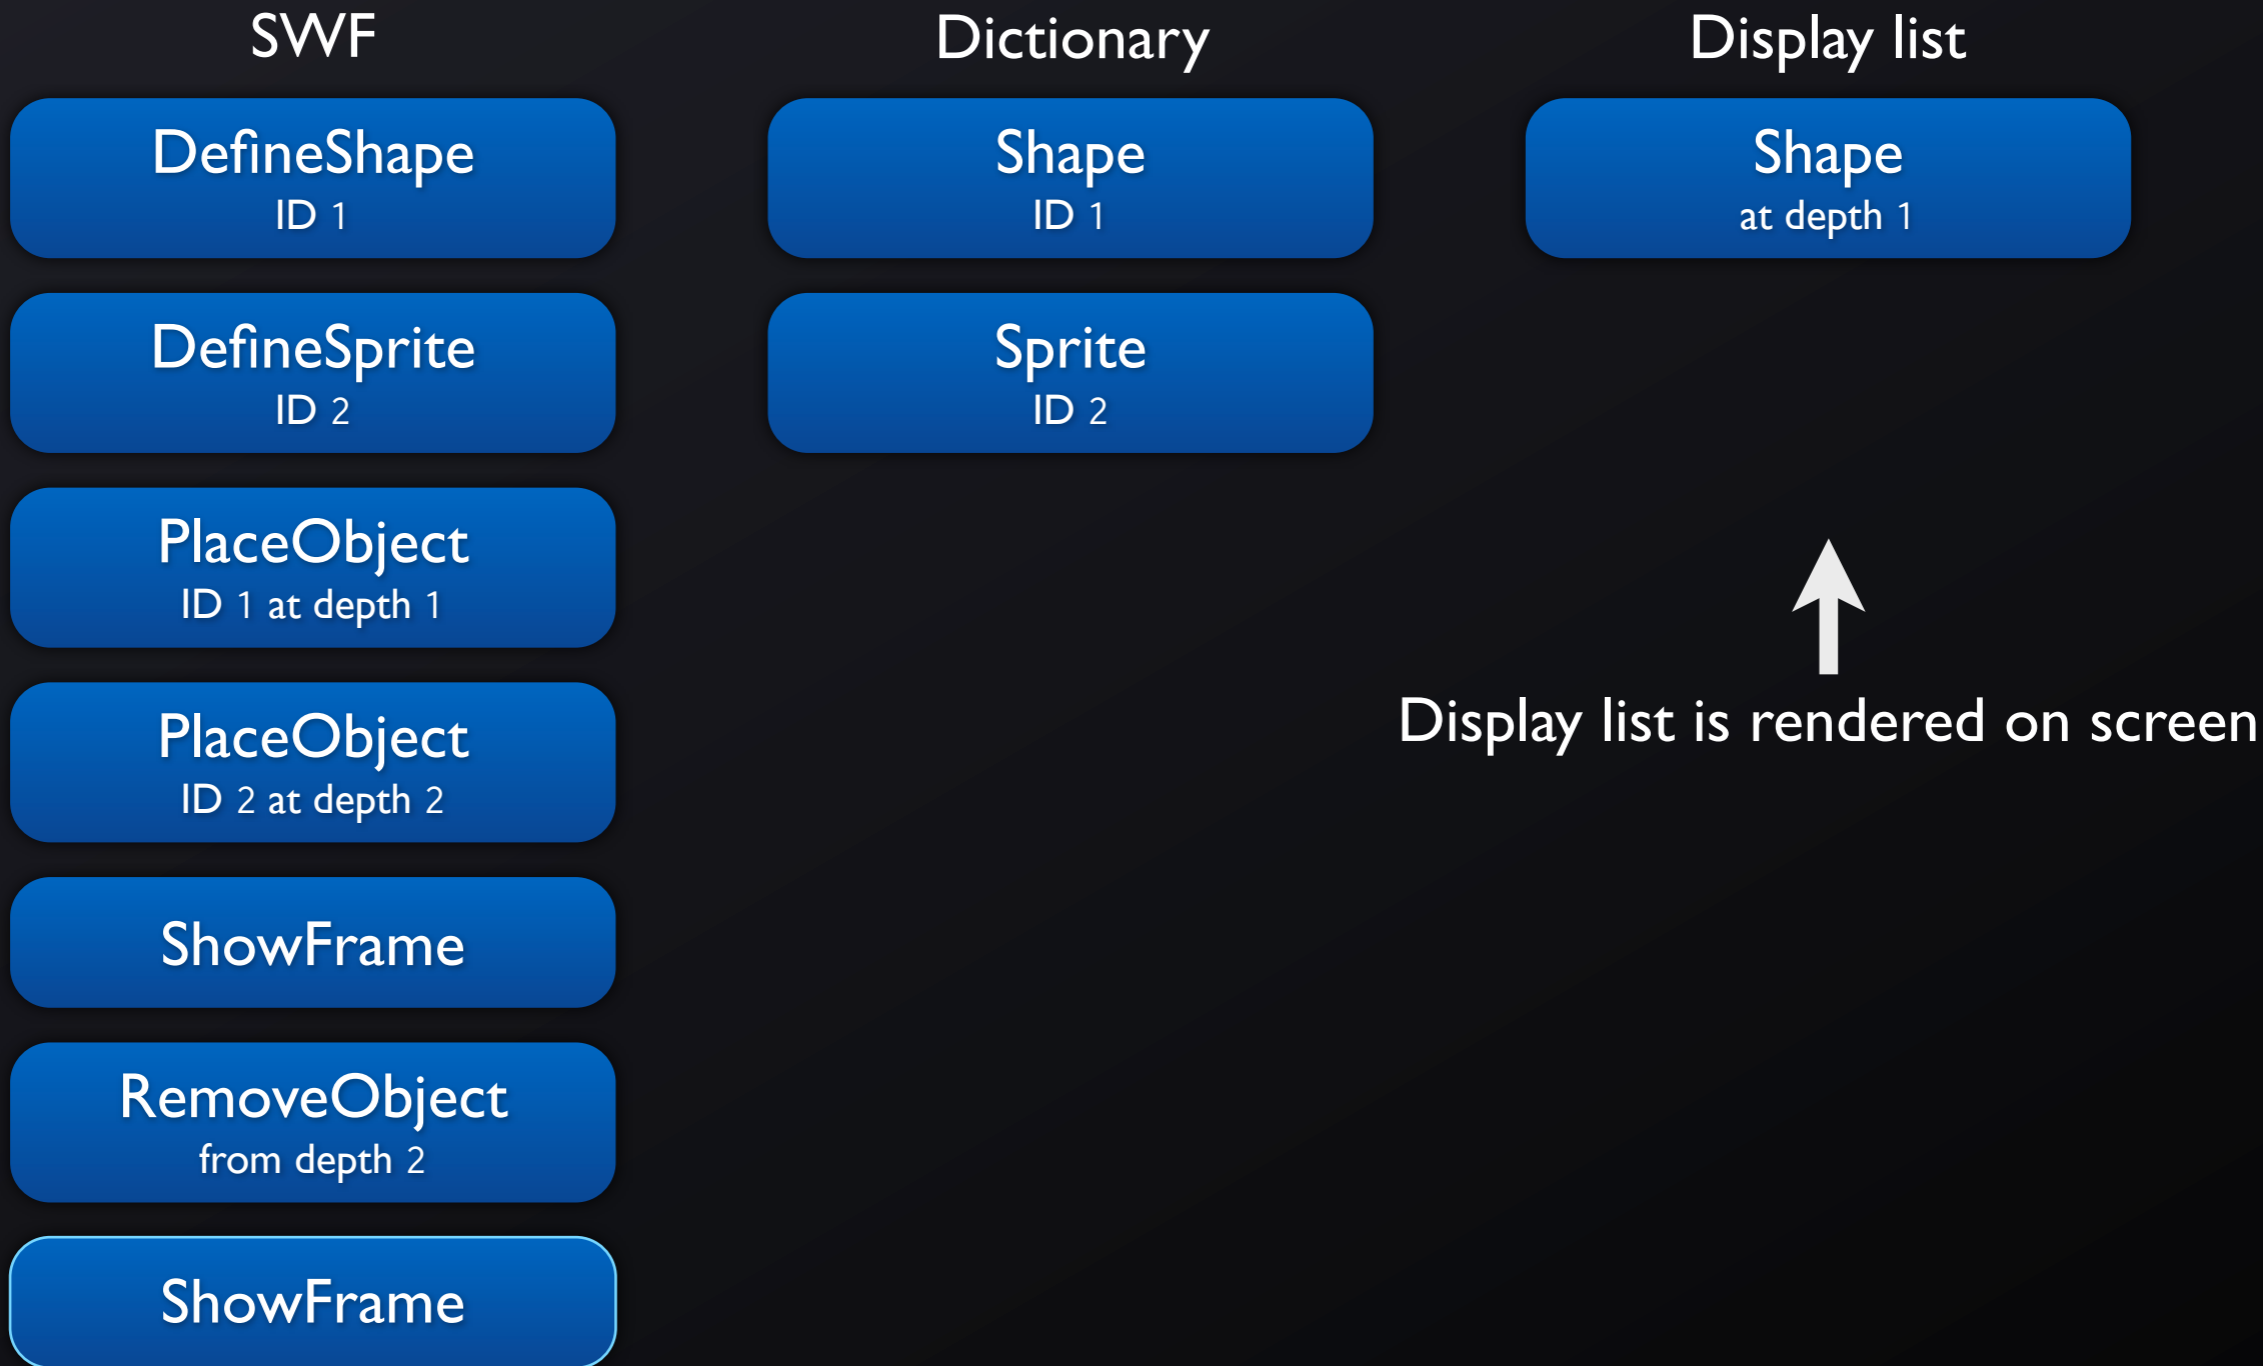 SWF
DefineShape
ID 1
DefineSprite
ID 2
PlaceObject
ID 1 at depth 1
PlaceObject
ID 2 at depth 2
ShowFrame
RemoveObject
from depth 2
ShowFrame
Dictionary
Shape
ID 1
Sprite
ID 2
Display list
Shape
at depth 1
Display list is rendered on screen